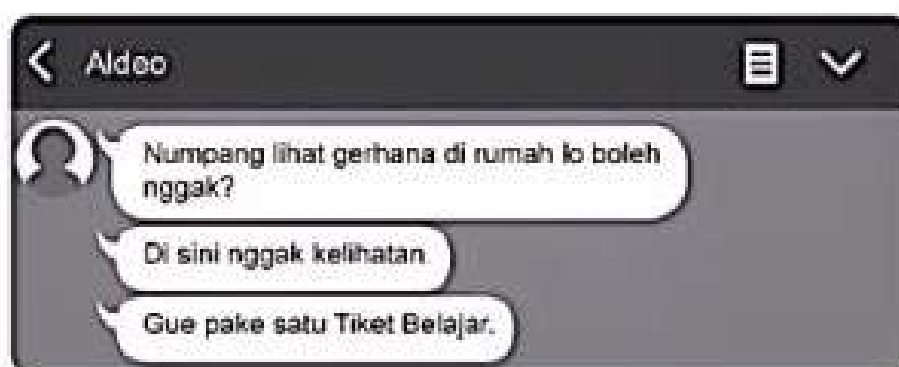 Aldeo
Numpang lihat gerhana di rumah lo boleh
nggak?
Di sini nggak kelihatan
Gue pake satu Tiket Belajar.